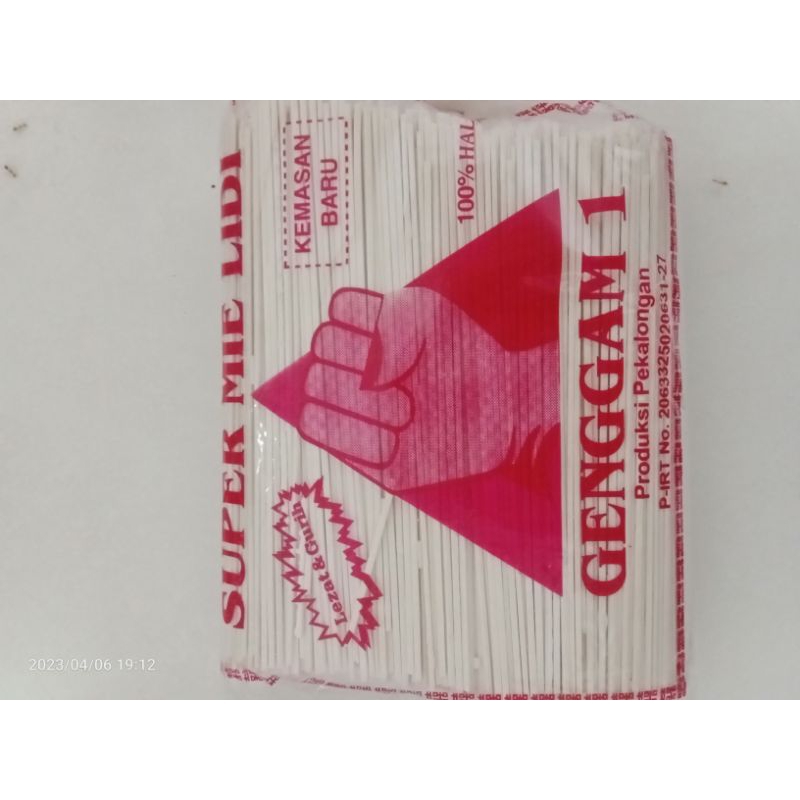 SUPER MIE LIDI
KEMASAN
BARU
100% HAL
Lezat & Gurih
GENGGAM 1
Produksi Pekalongan
P-IRT No. 2063325020631-27
2023/04/06 19:12